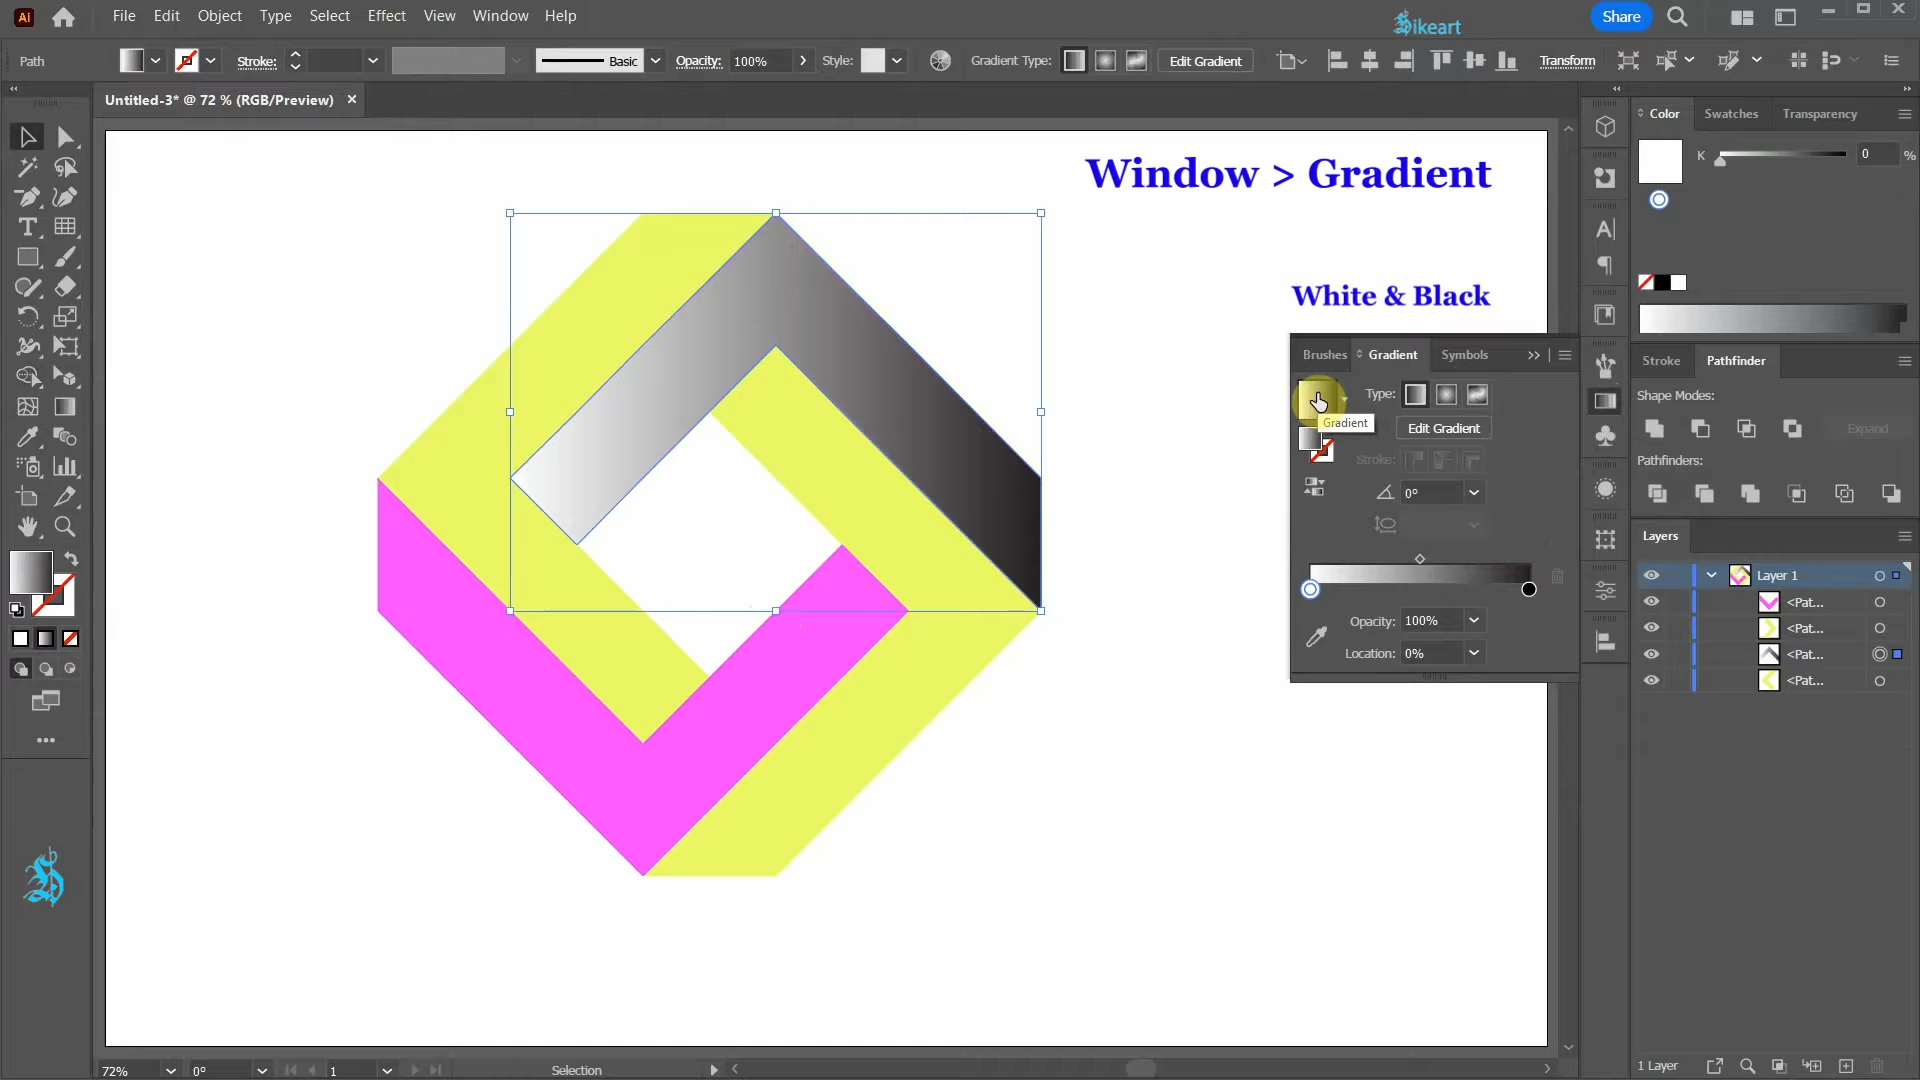 Ai File Edit Object Type Select Effect View Window Help Sikeart Share
Path Stroke: Basic Opacity: 100% Style: Gradient Type: Edit Gradient Transform
Untitled-3* @ 72 % (RGB/Preview) ×
Color Swatches Transparency
K 0 %
Window > Gradient
White & Black
Brushes Gradient Symbols
Type:
Gradient
Edit Gradient
Stroke:
0°
Opacity: 100%
Location: 0%
Stroke Pathfinder
Shape Modes:
Expand
Pathfinders:
Layers
Layer 1
<Pat...
<Pat...
<Pat...
<Pat...
72% 0° 1 Selection
1 Layer